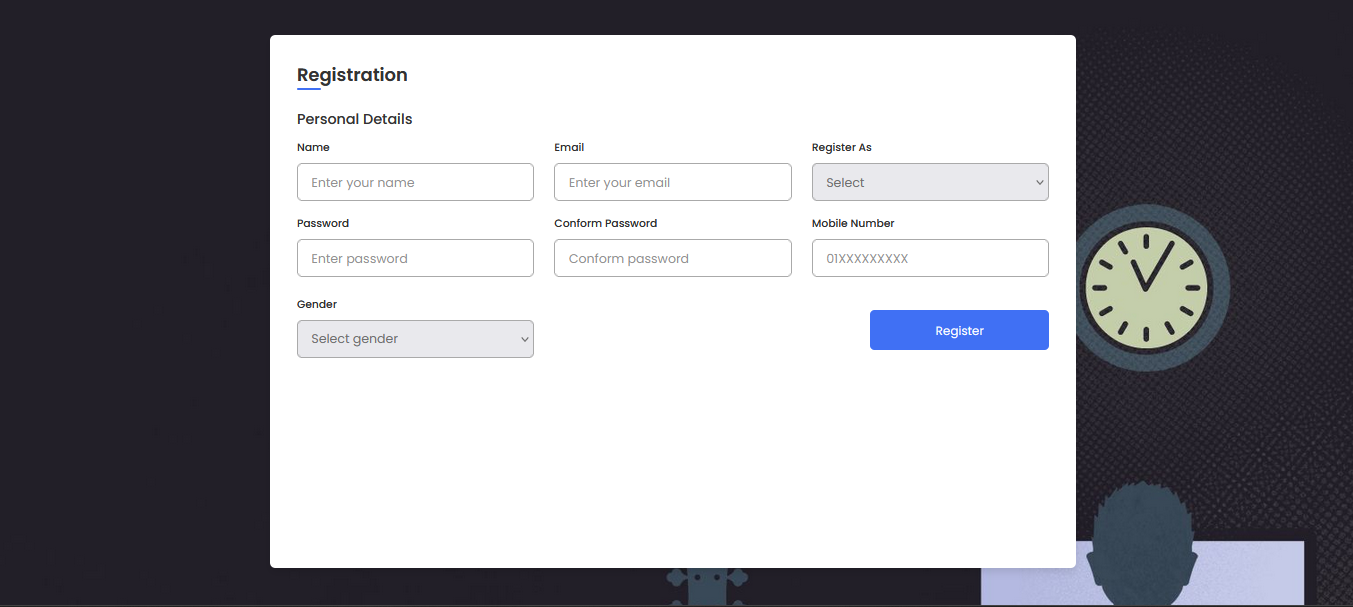 Registration
Personal Details
Name Email Register As
Enter your name Enter your email Select
Password Conform Password Mobile Number
Enter password Conform password 01XXXXXXXXX
Gender
Select gender Register